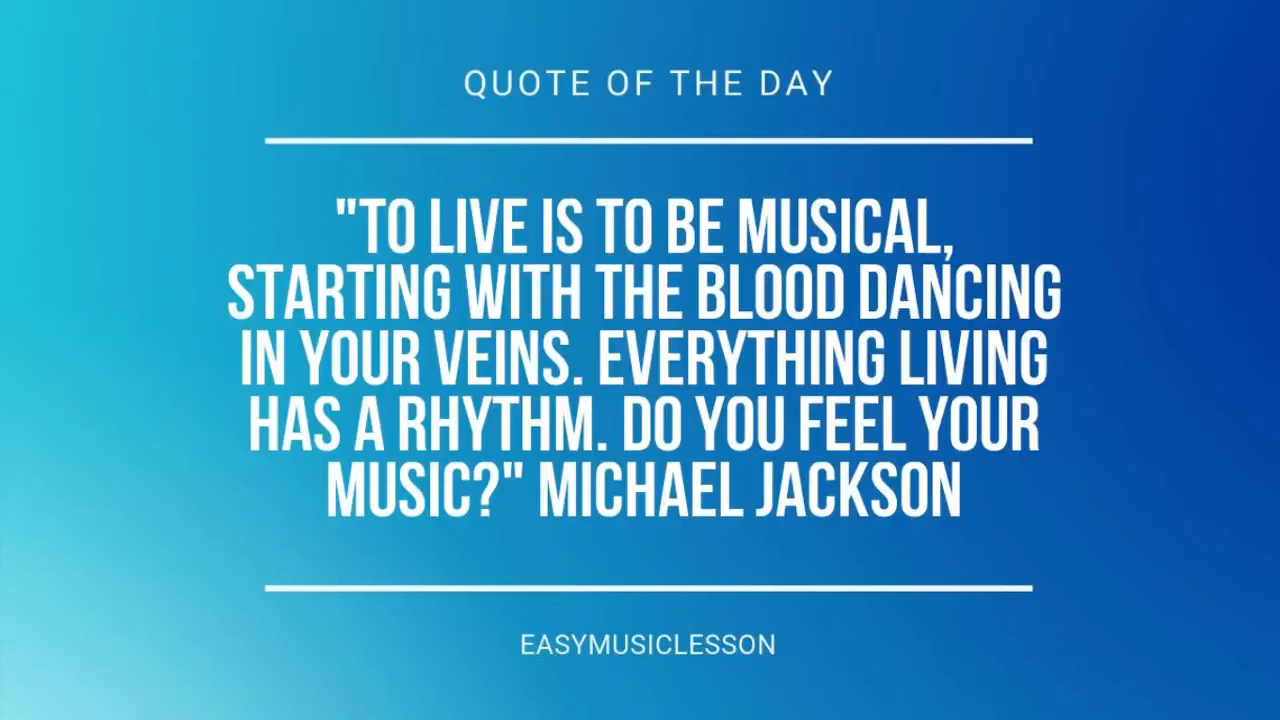 QUOTE OF THE DAY
"TO LIVE IS TO BE MUSICAL,
STARTING WITH THE BLOOD DANCING
IN YOUR VEINS. EVERYTHING LIVING
HAS A RHYTHM. DO YOU FEEL YOUR
MUSIC?" MICHAEL JACKSON
EASYMUSICLESSON